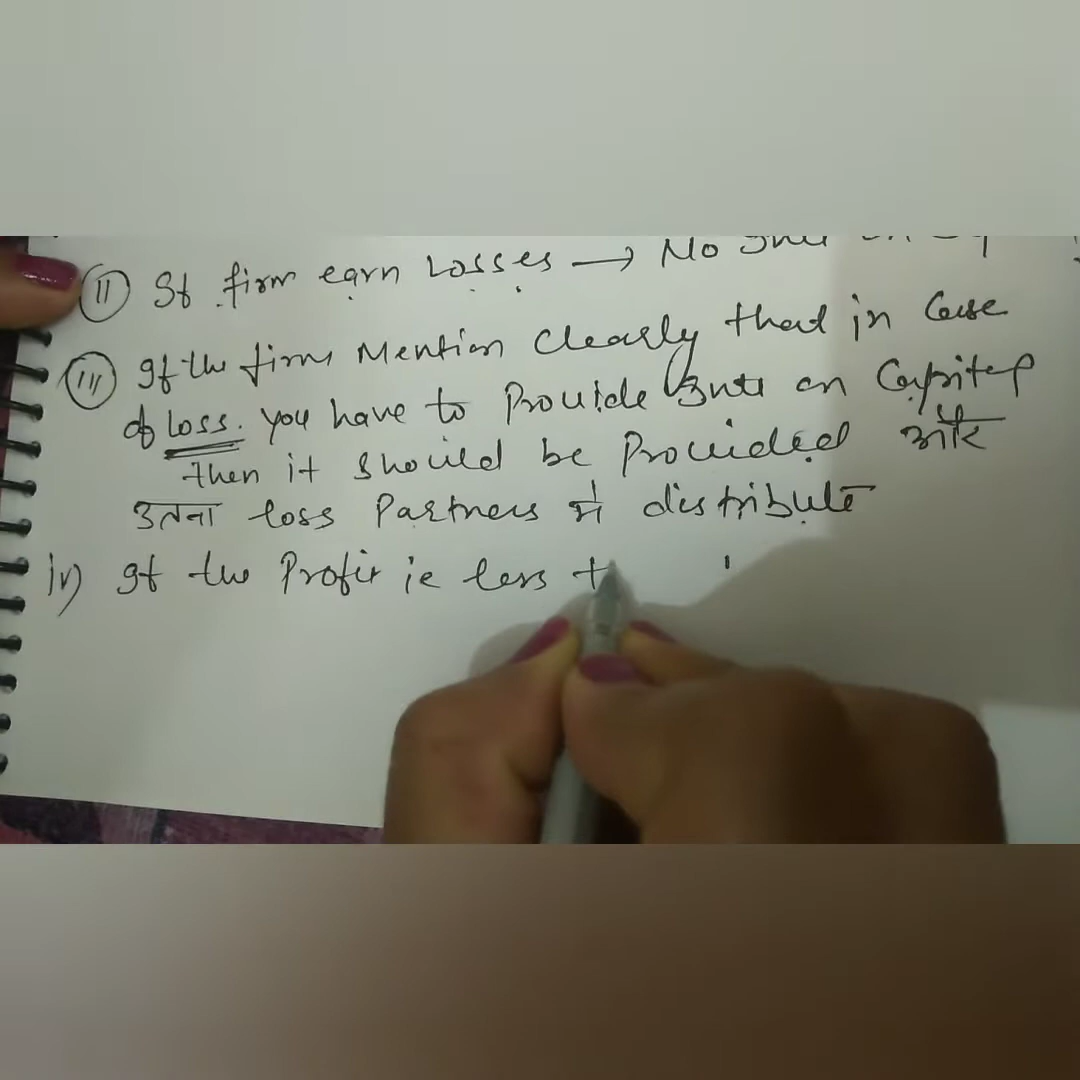 (ii) If firm earn Losses → No
(iii) If the firm Mention Clearly that in Case
of loss. you have to Provide Int on Capital
then it should be Provided और
उतना loss Partners में distribute
iv) If the Profit ie less t